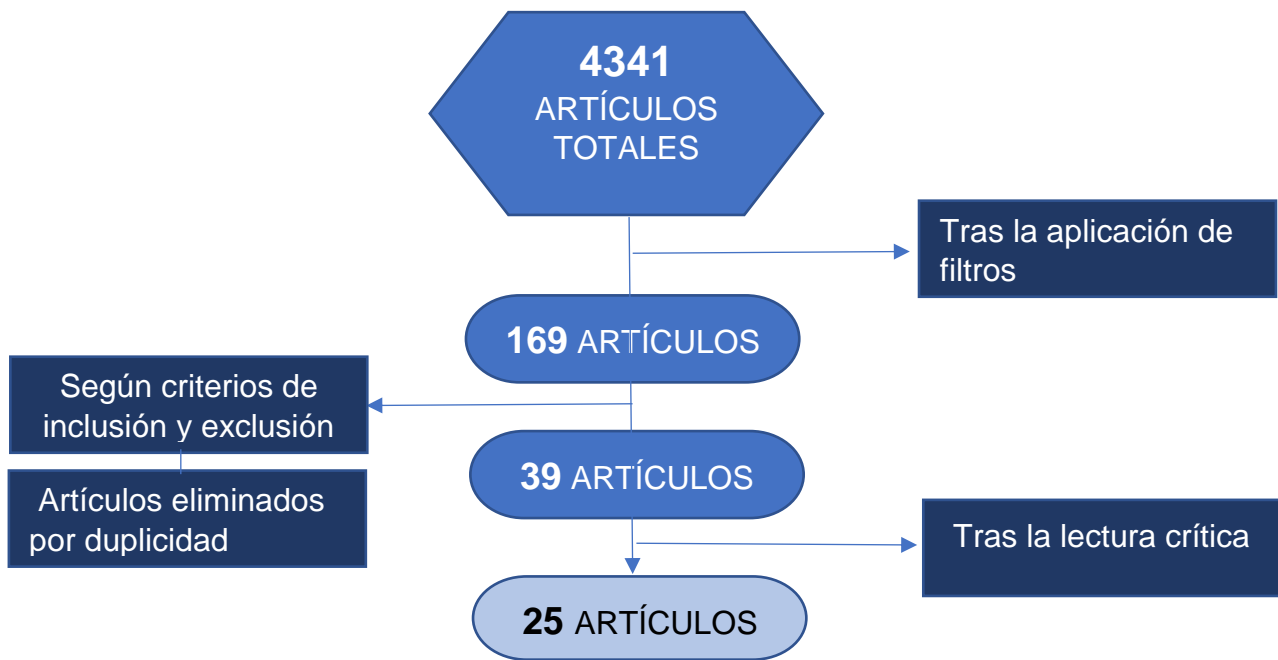 4341
ARTÍCULOS
TOTALES
Tras la aplicación de
filtros
169 ARTÍCULOS
Según criterios de
inclusión y exclusión
39 ARTÍCULOS
Artículos eliminados
por duplicidad
Tras la lectura crítica
25 ARTÍCULOS